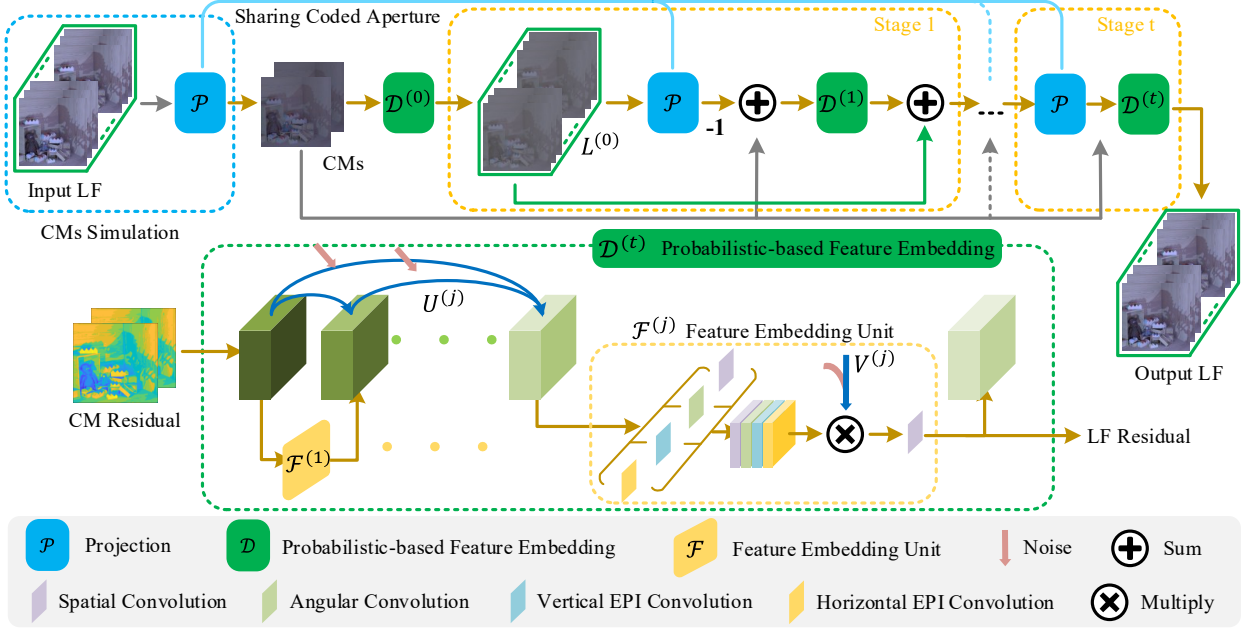 Sharing Coded Aperture
Stage 1
Stage t
𝒫
𝒟⁽⁰⁾
L⁽⁰⁾
𝒫
-1
𝒟⁽¹⁾
...
𝒫
𝒟⁽ᵗ⁾
Input LF
CMs
CMs Simulation
𝒟⁽ᵗ⁾ Probabilistic-based Feature Embedding
U⁽ʲ⁾
ℱ⁽ʲ⁾ Feature Embedding Unit
V⁽ʲ⁾
Output LF
CM Residual
ℱ⁽¹⁾
LF Residual
𝒫 Projection
𝒟 Probabilistic-based Feature Embedding
ℱ Feature Embedding Unit
Noise
Sum
Spatial Convolution
Angular Convolution
Vertical EPI Convolution
Horizontal EPI Convolution
Multiply